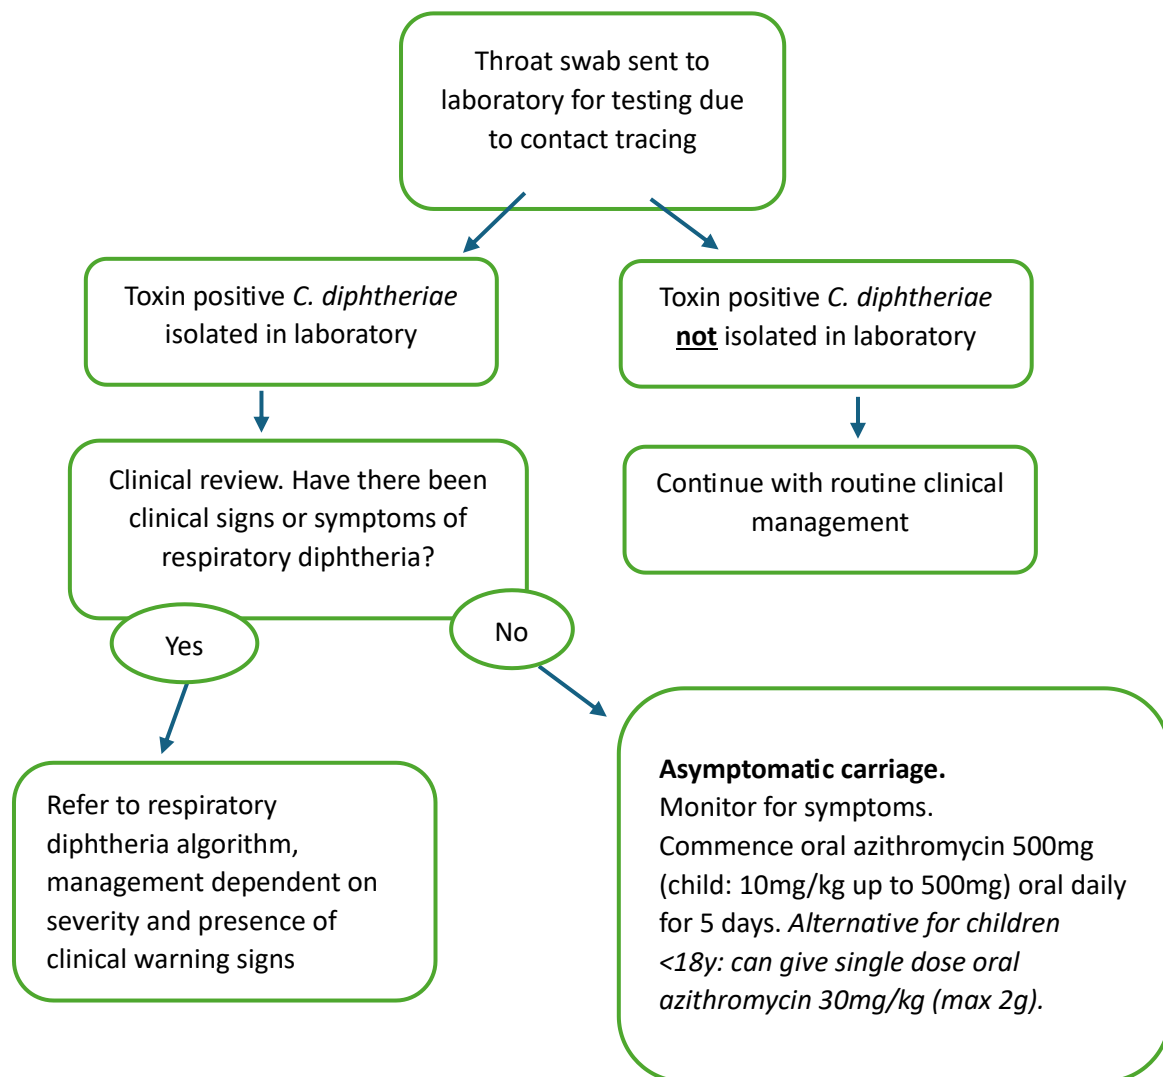 Throat swab sent to
laboratory for testing due
to contact tracing
Toxin positive C. diphtheriae
isolated in laboratory
Toxin positive C. diphtheriae
not isolated in laboratory
Clinical review. Have there been
clinical signs or symptoms of
respiratory diphtheria?
Continue with routine clinical
management
Yes
No
Refer to respiratory
diphtheria algorithm,
management dependent on
severity and presence of
clinical warning signs
Asymptomatic carriage.
Monitor for symptoms.
Commence oral azithromycin 500mg
(child: 10mg/kg up to 500mg) oral daily
for 5 days. Alternative for children
<18y: can give single dose oral
azithromycin 30mg/kg (max 2g).